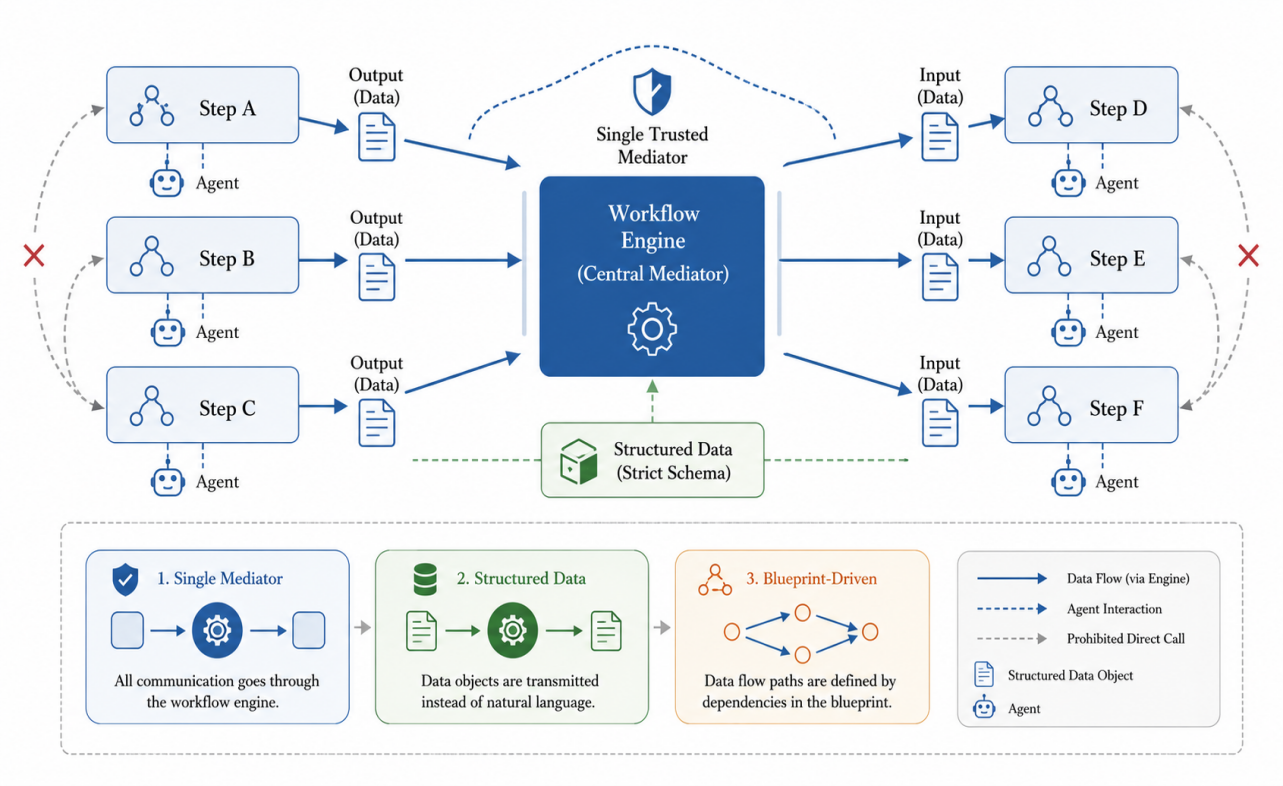 Output
(Data)
Input
(Data)
Step A
Single Trusted
Mediator
Step D
Agent
Agent
Workflow
Engine
(Central Mediator)
Output
(Data)
Input
(Data)
Step B
Step E
Agent
Agent
Output
(Data)
Input
(Data)
Step C
Step F
Structured Data
(Strict Schema)
Agent
Agent
1. Single Mediator
All communication goes through
the workflow engine.
2. Structured Data
Data objects are transmitted
instead of natural language.
3. Blueprint-Driven
Data flow paths are defined by
dependencies in the blueprint.
Data Flow (via Engine)
Agent Interaction
Prohibited Direct Call
Structured Data Object
Agent